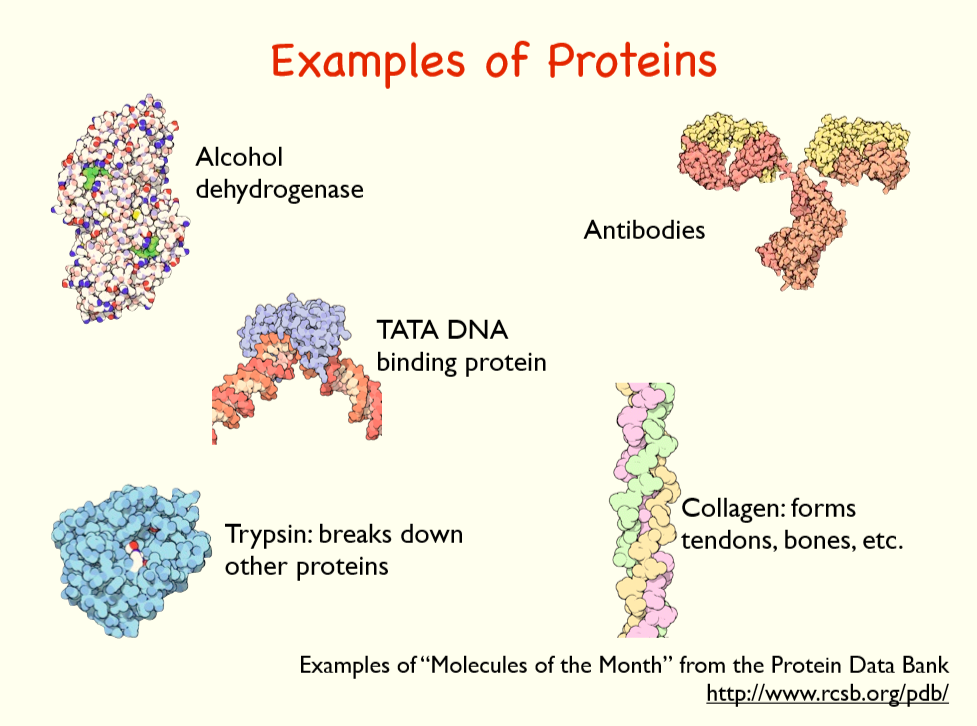 Examples of Proteins
Alcohol
dehydrogenase
Antibodies
TATA DNA
binding protein
Collagen: forms
tendons, bones, etc.
Trypsin: breaks down
other proteins
Examples of “Molecules of the Month” from the Protein Data Bank
http://www.rcsb.org/pdb/